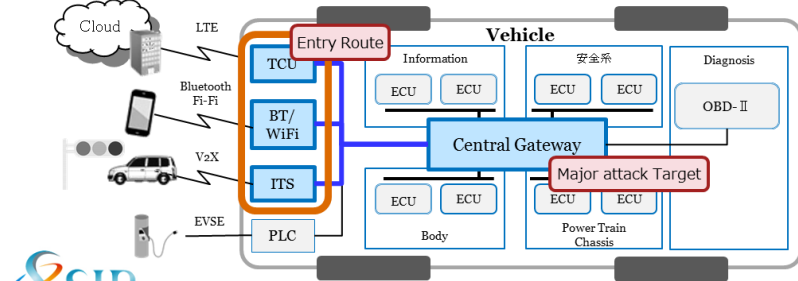 Cloud
LTE
Entry Route
Vehicle
TCU
Information
ECU
ECU
安全系
ECU
ECU
Diagnosis
OBD-Ⅱ
Bluetooth
Fi-Fi
BT/
WiFi
Central Gateway
Major attack Target
V2X
ITS
ECU
ECU
Body
ECU
ECU
Power Train
Chassis
EVSE
PLC